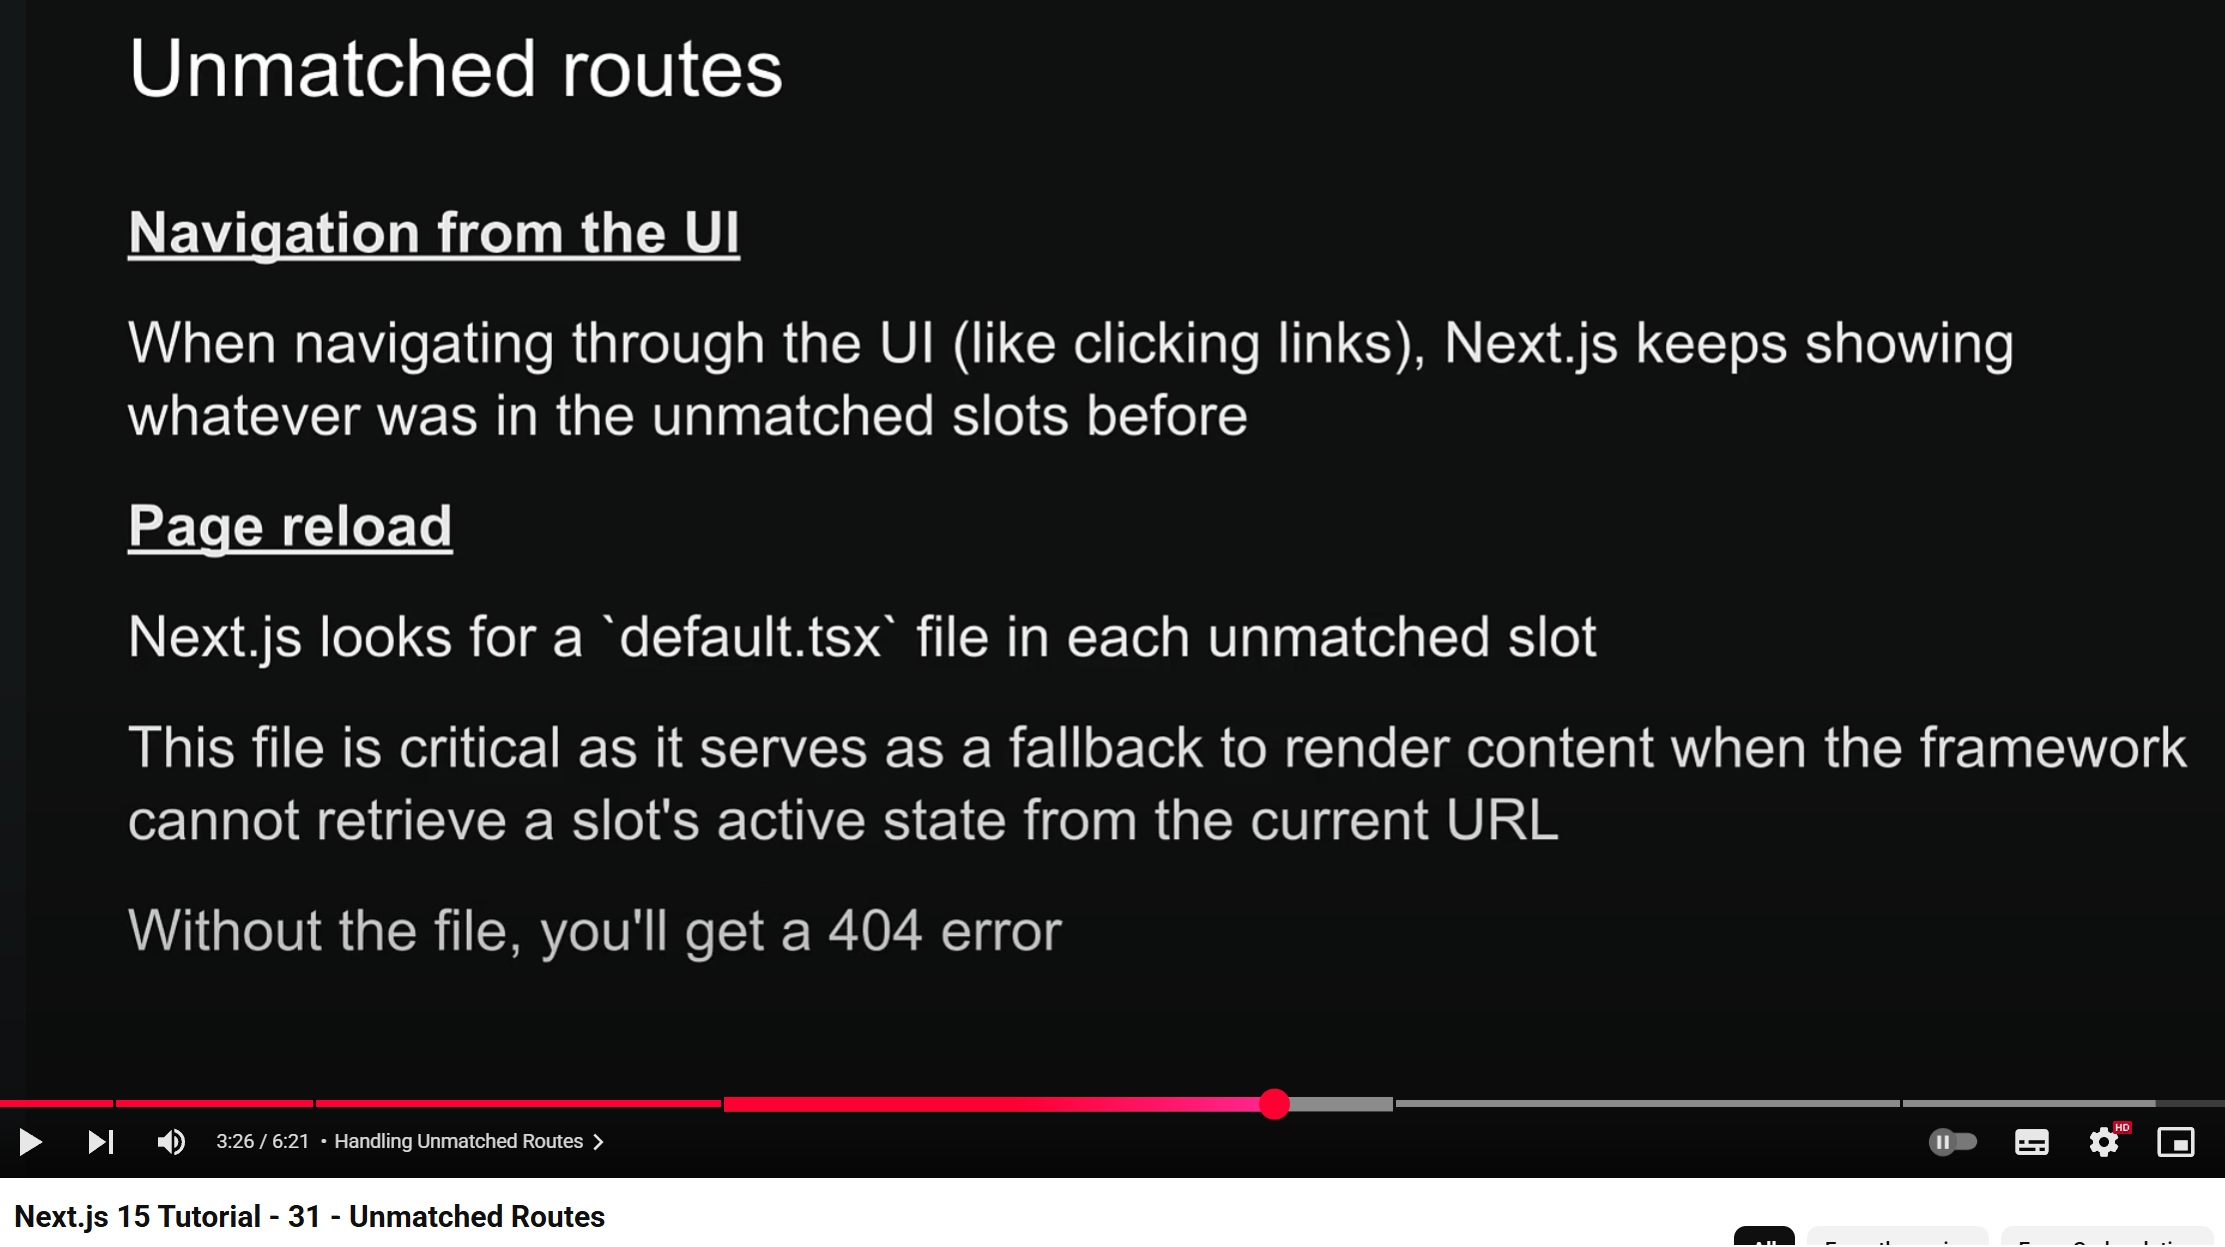 Unmatched routes
Navigation from the UI
When navigating through the UI (like clicking links), Next.js keeps showing
whatever was in the unmatched slots before
Page reload
Next.js looks for a `default.tsx` file in each unmatched slot
This file is critical as it serves as a fallback to render content when the framework
cannot retrieve a slot's active state from the current URL
Without the file, you'll get a 404 error
3:26 / 6:21 • Handling Unmatched Routes
HD
Next.js 15 Tutorial - 31 - Unmatched Routes